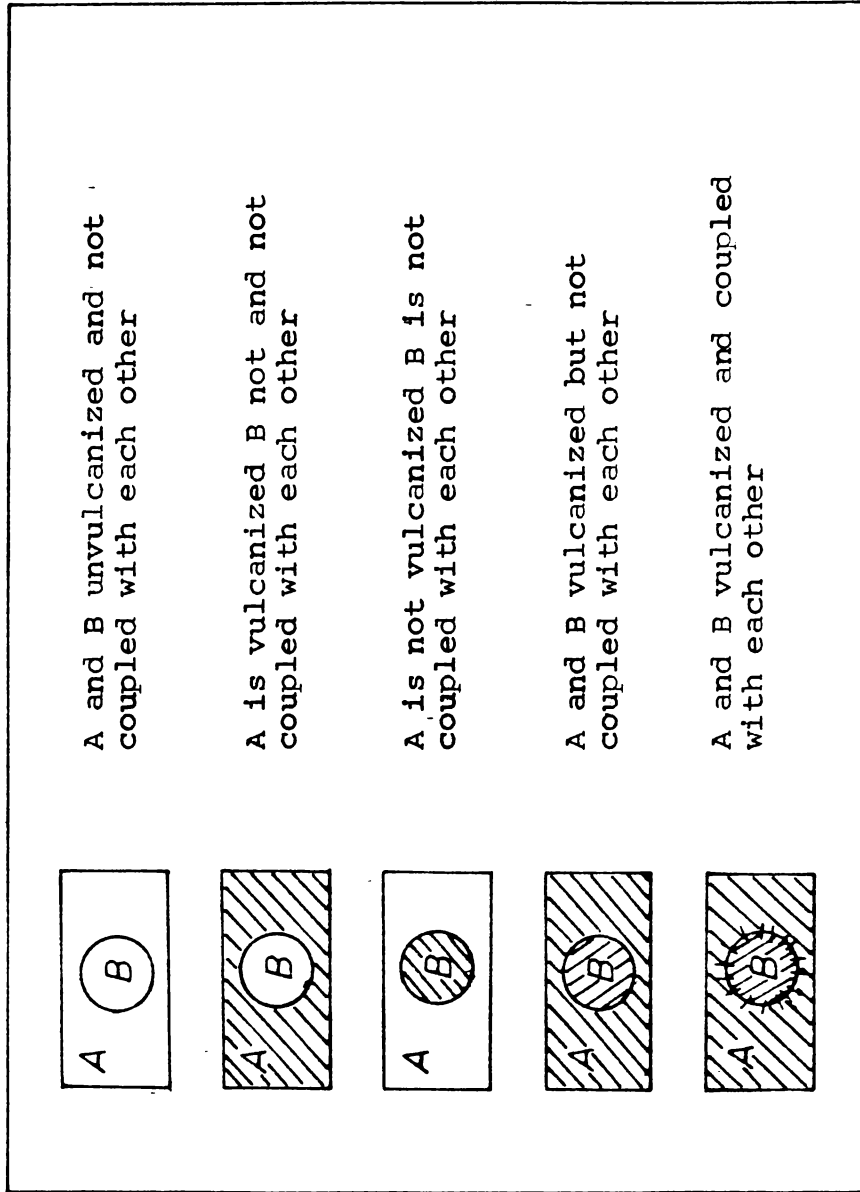 A
B
A and B unvulcanized and not
coupled with each other
A
B
A is vulcanized B not and not
coupled with each other
A
B
A is not vulcanized B is not
coupled with each other
A
B
A and B vulcanized but not
coupled with each other
A
B
A and B vulcanized and coupled
with each other